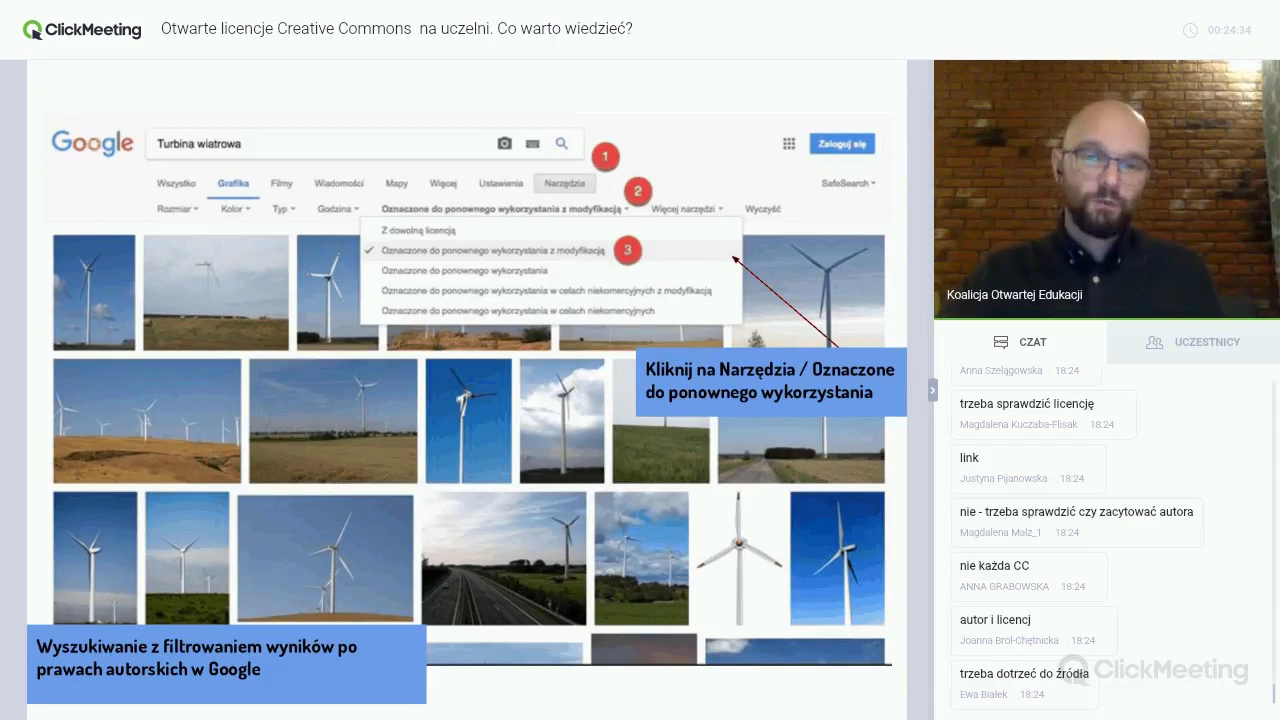 ClickMeeting
Otwarte licencje Creative Commons na uczelni. Co warto wiedzieć?
00:24:34
Google
Turbina wiatrowa
1
Zaloguj się
Wszystko
Grafika
Filmy
Wiadomości
Mapy
Więcej
Ustawienia
Narzędzia
2
SafeSearch
Rozmiar
Kolor
Typ
Godzina
Oznaczone do ponownego wykorzystania z modyfikacją
Więcej narzędzi
Wyczyść
Z dowolną licencją
Oznaczone do ponownego wykorzystania z modyfikacją
3
Oznaczone do ponownego wykorzystania
Oznaczone do ponownego wykorzystania w celach niekomercyjnych z modyfikacją
Oznaczone do ponownego wykorzystania w celach niekomercyjnych
Kliknij na Narzędzia / Oznaczone
do ponownego wykorzystania
Wyszukiwanie z filtrowaniem wyników po
prawach autorskich w Google
Koalicja Otwartej Edukacji
CZAT
UCZESTNICY
Anna Szelągowska 18:24
trzeba sprawdzić licencję
Magdalena Kuczaba-Flisak 18:24
link
Justyna Pijanowska 18:24
nie - trzeba sprawdzić czy zacytować autora
Magdalena Malz_1 18:24
nie każda CC
ANNA GRABOWSKA 18:24
autor i licencj
Joanna Brol-Chętnicka 18:24
trzeba dotrzeć do źródła
Ewa Białek 18:24
ClickMeeting